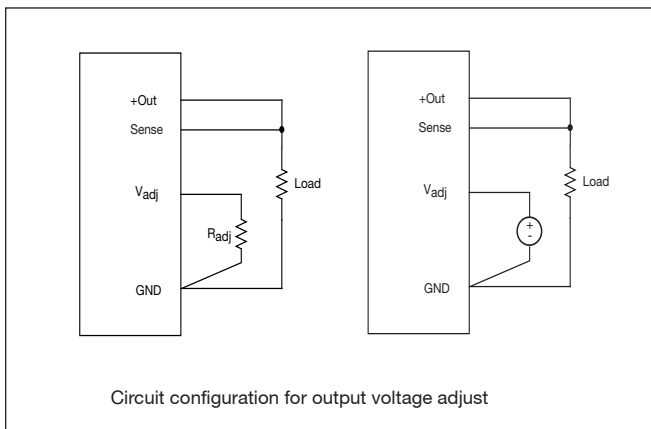 +Out
Sense
Load
Vadj
Radj
GND
+Out
Sense
Load
Vadj
+
-
GND
Circuit configuration for output voltage adjust